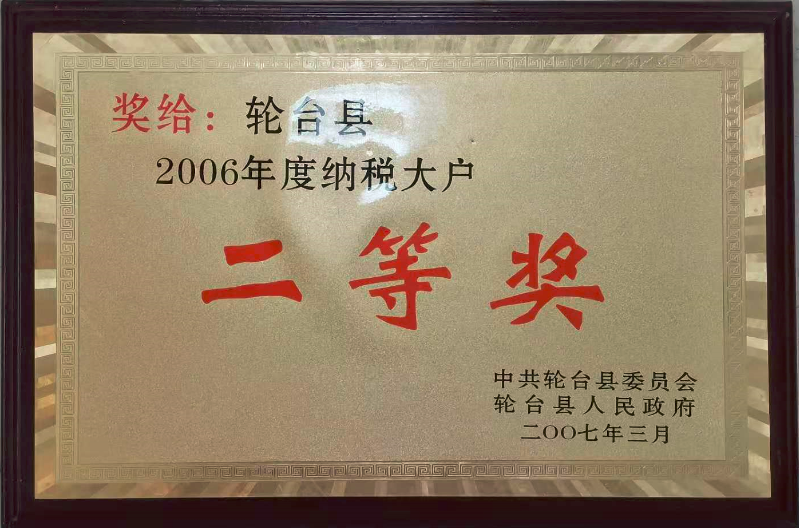 奖给：轮台县
2006年度纳税大户
二等奖
中共轮台县委员会
轮台县人民政府
二〇〇七年三月